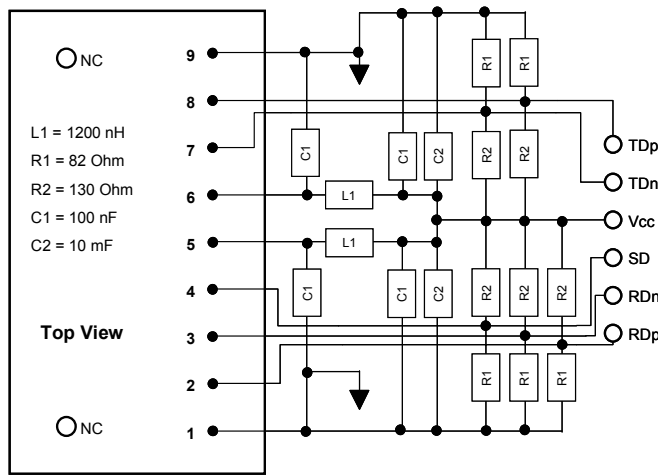 NC
9
8
7
6
5
4
3
2
1
L1 = 1200 nH
R1 = 82 Ohm
R2 = 130 Ohm
C1 = 100 nF
C2 = 10 mF
Top View
NC
R1
R1
C1
C1
C2
R2
R2
L1
L1
C1
C1
C2
R2
R2
R2
R1
R1
R1
TDp
TDn
Vcc
SD
RDn
RDp